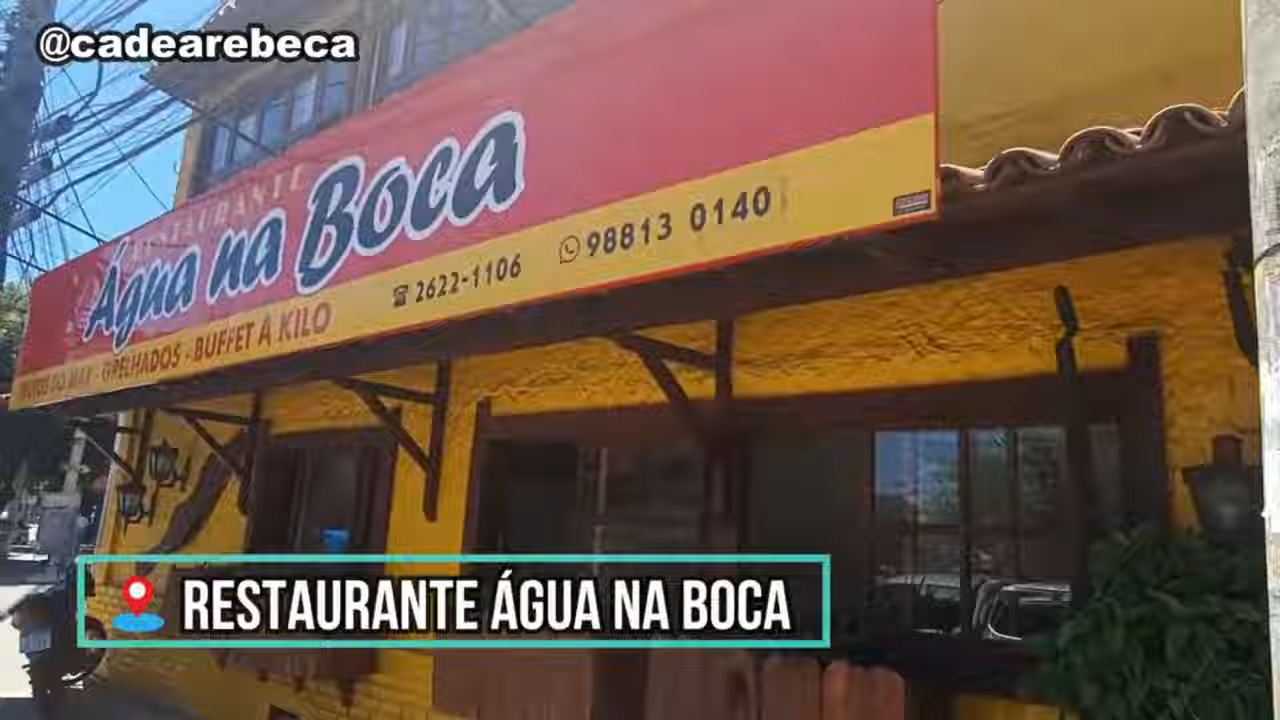 @cadearebeca
RESTAURANTE
Água na Boca
GRELHADOS - BUFFET A KILO
2622-1106
98813 0140
RESTAURANTE ÁGUA NA BOCA